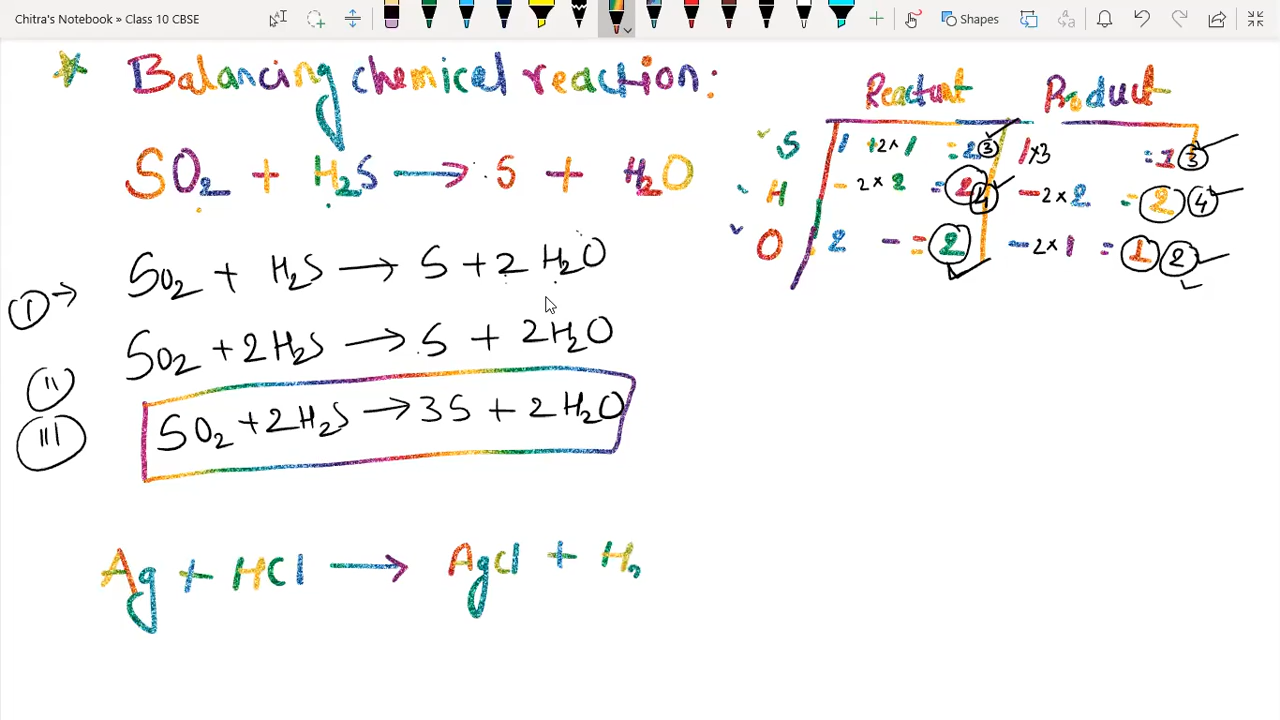 Chitra's Notebook » Class 10 CBSE
Shapes
Balancing chemical reaction:
SO₂ + H₂S → S + H₂O
Reactant Product
S 1 +2×1 =2 3 1×3 =1 3
H - 2×2 =2 4 -2×2 =2 4
O 2 - =2 -2×1 =1 2
I → SO₂ + H₂S → S + 2 H₂O
II SO₂ + 2H₂S → S + 2H₂O
III SO₂ + 2H₂S → 3S + 2H₂O
Ag + HCl → AgCl + H₂